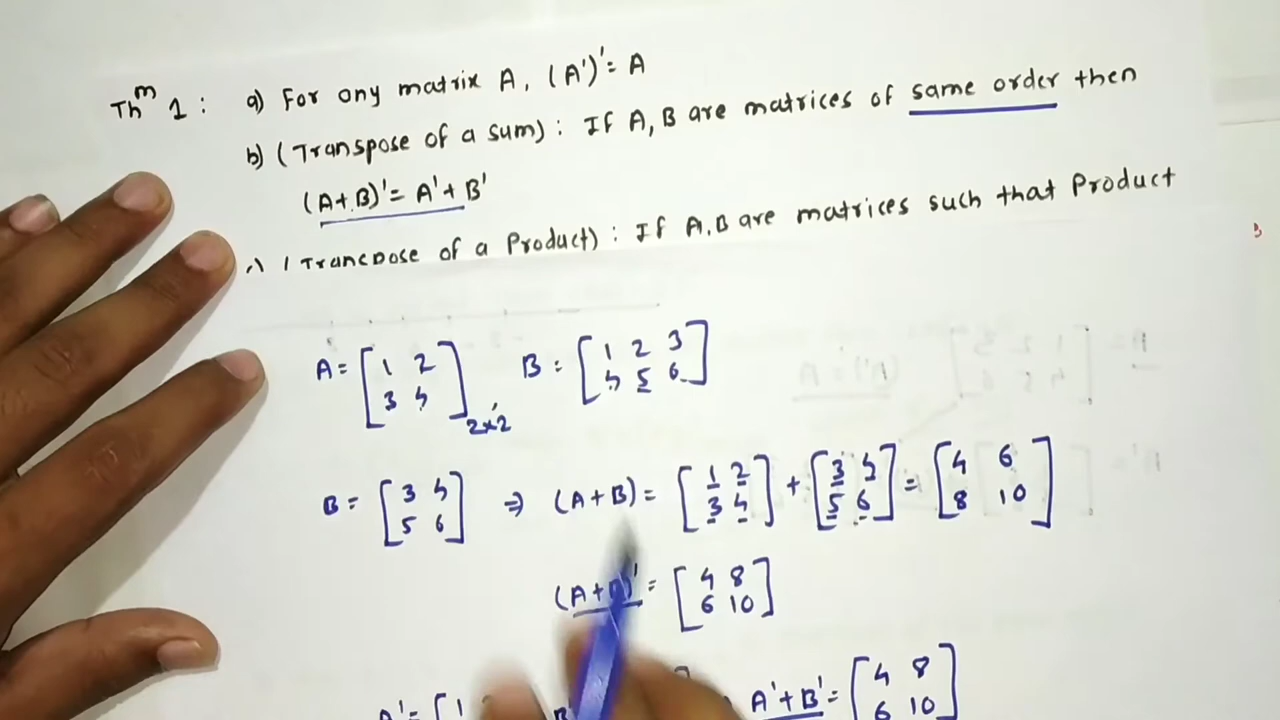 Thm 1: a) For any matrix A, (A')' = A
b) (Transpose of a sum): If A, B are matrices of same order then
(A+B)' = A' + B'
(Transpose of a Product): If A, B are matrices such that Product
A = [1 2 3 4] 2×2 B = [1 2 3 4 5 6]
B = [3 4 5 6] ⇒ (A+B) = [1 2 3 4] + [3 4 5 6] = [4 6 8 10]
(A+B)' = [4 8 6 10]
A' = [1 B' A'+B' = [4 8 6 10]